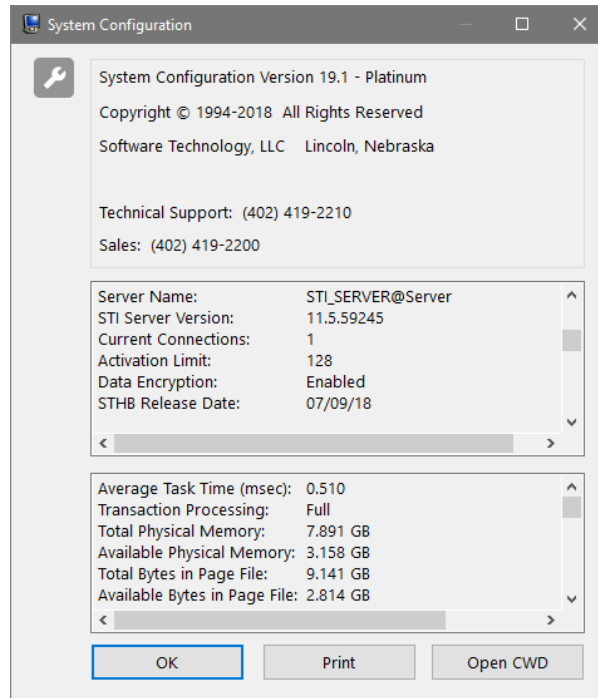 System Configuration
System Configuration Version 19.1 - Platinum
Copyright © 1994-2018 All Rights Reserved
Software Technology, LLC Lincoln, Nebraska
Technical Support: (402) 419-2210
Sales: (402) 419-2200
Server Name: STI_SERVER@Server
STI Server Version: 11.5.59245
Current Connections: 1
Activation Limit: 128
Data Encryption: Enabled
STHB Release Date: 07/09/18
Average Task Time (msec): 0.510
Transaction Processing: Full
Total Physical Memory: 7.891 GB
Available Physical Memory: 3.158 GB
Total Bytes in Page File: 9.141 GB
Available Bytes in Page File: 2.814 GB
OK Print Open CWD